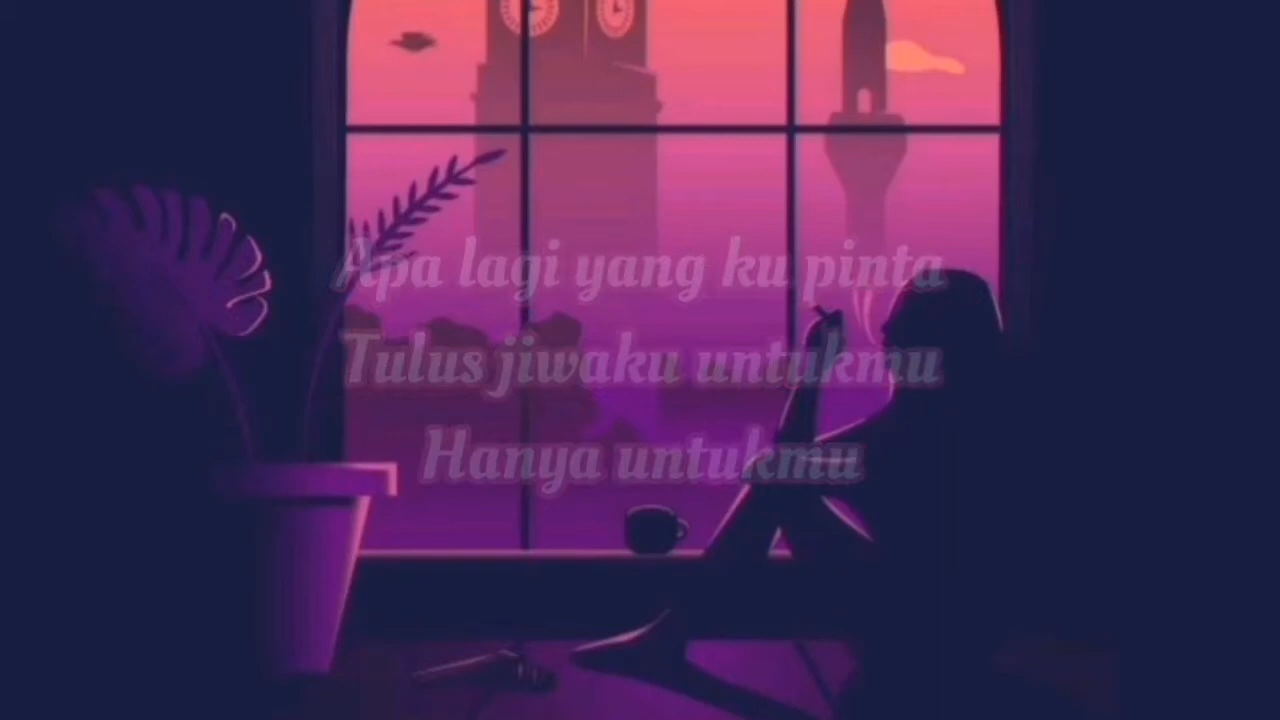 Apa lagi yang ku pinta
Tulus jiwaku untukmu
Hanya untukmu